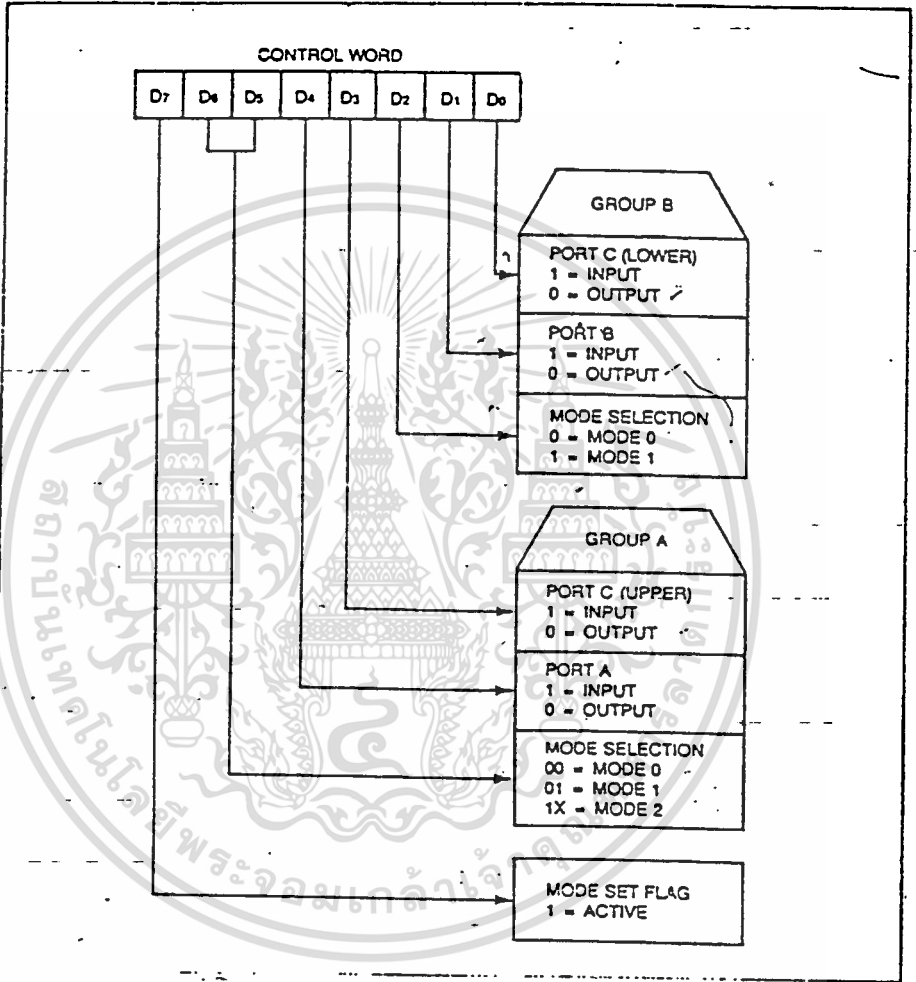 CONTROL WORD
D7 D6 D5 D4 D3 D2 D1 D0
GROUP B
PORT C (LOWER)
1 = INPUT
0 = OUTPUT
PORT B
1 = INPUT
0 = OUTPUT
MODE SELECTION
0 = MODE 0
1 = MODE 1
GROUP A
PORT C (UPPER)
1 = INPUT
0 = OUTPUT
PORT A
1 = INPUT
0 = OUTPUT
MODE SELECTION
00 = MODE 0
01 = MODE 1
1X = MODE 2
MODE SET FLAG
1 = ACTIVE